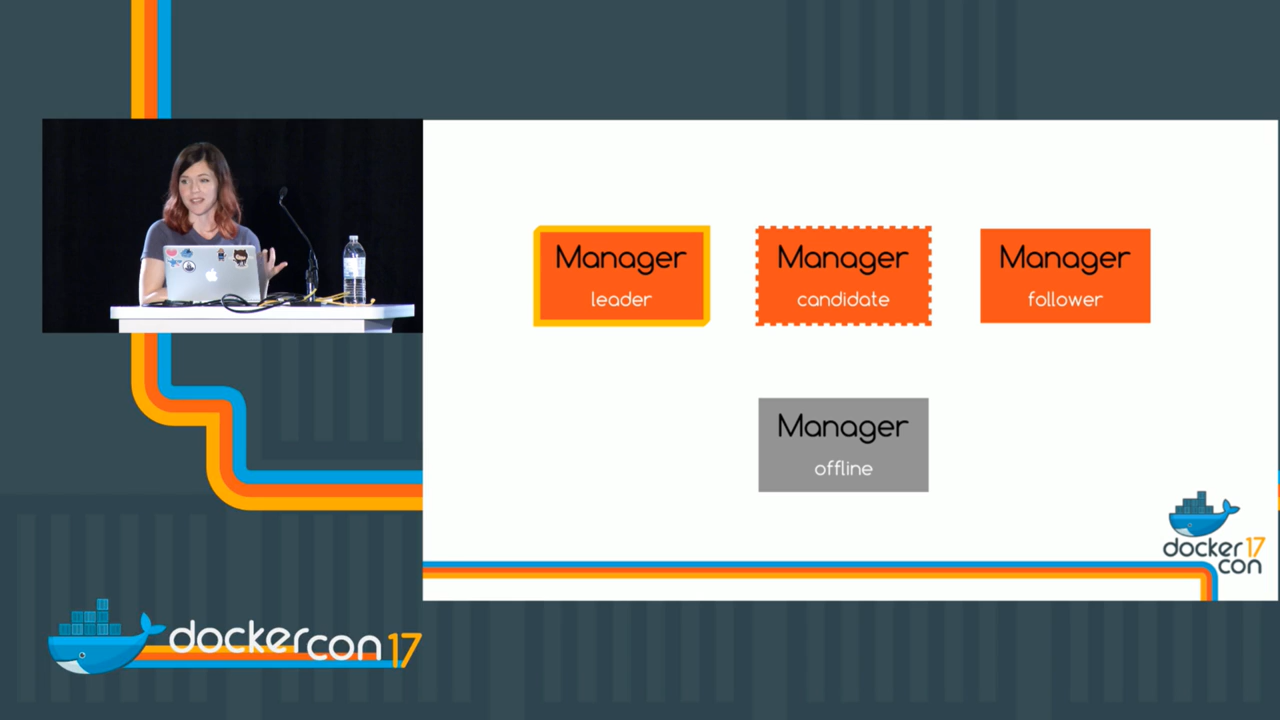 Manager
leader
Manager
candidate
Manager
follower
Manager
offline
docker 17
con
dockercon 17